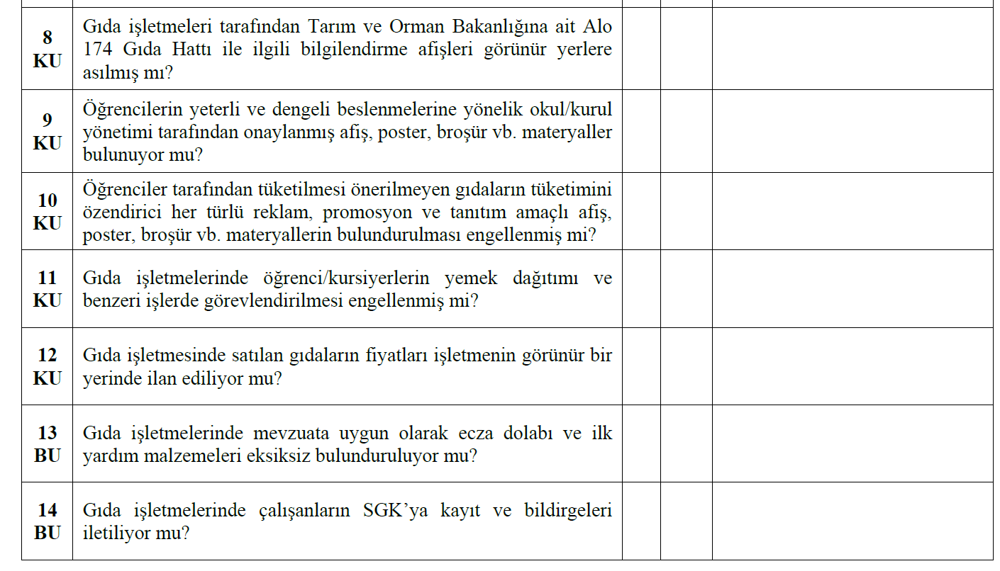 8
KU
Gıda işletmeleri tarafından Tarım ve Orman Bakanlığına ait Alo
174 Gıda Hattı ile ilgili bilgilendirme afişleri görünür yerlere
asılmış mı?
9
KU
Öğrencilerin yeterli ve dengeli beslenmelerine yönelik okul/kurul
yönetimi tarafından onaylanmış afiş, poster, broşür vb. materyaller
bulunuyor mu?
10
KU
Öğrenciler tarafından tüketilmesi önerilmeyen gıdaların tüketimini
özendirici her türlü reklam, promosyon ve tanıtım amaçlı afiş,
poster, broşür vb. materyallerin bulundurulması engellenmiş mi?
11
KU
Gıda işletmelerinde öğrenci/kursiyerlerin yemek dağıtımı ve
benzeri işlerde görevlendirilmesi engellenmiş mi?
12
KU
Gıda işletmesinde satılan gıdaların fiyatları işletmenin görünür bir
yerinde ilan ediliyor mu?
13
BU
Gıda işletmelerinde mevzuata uygun olarak ecza dolabı ve ilk
yardım malzemeleri eksiksiz bulunduruluyor mu?
14
BU
Gıda işletmelerinde çalışanların SGK’ya kayıt ve bildirgeleri
iletiliyor mu?